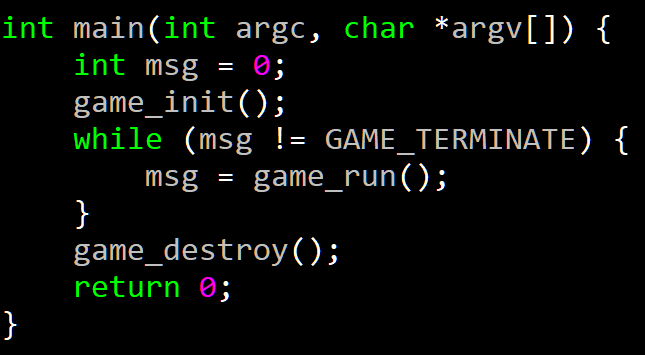 int main(int argc, char *argv[]) {
    int msg = 0;
    game_init();
    while (msg != GAME_TERMINATE) {
        msg = game_run();
    }
    game_destroy();
    return 0;
}